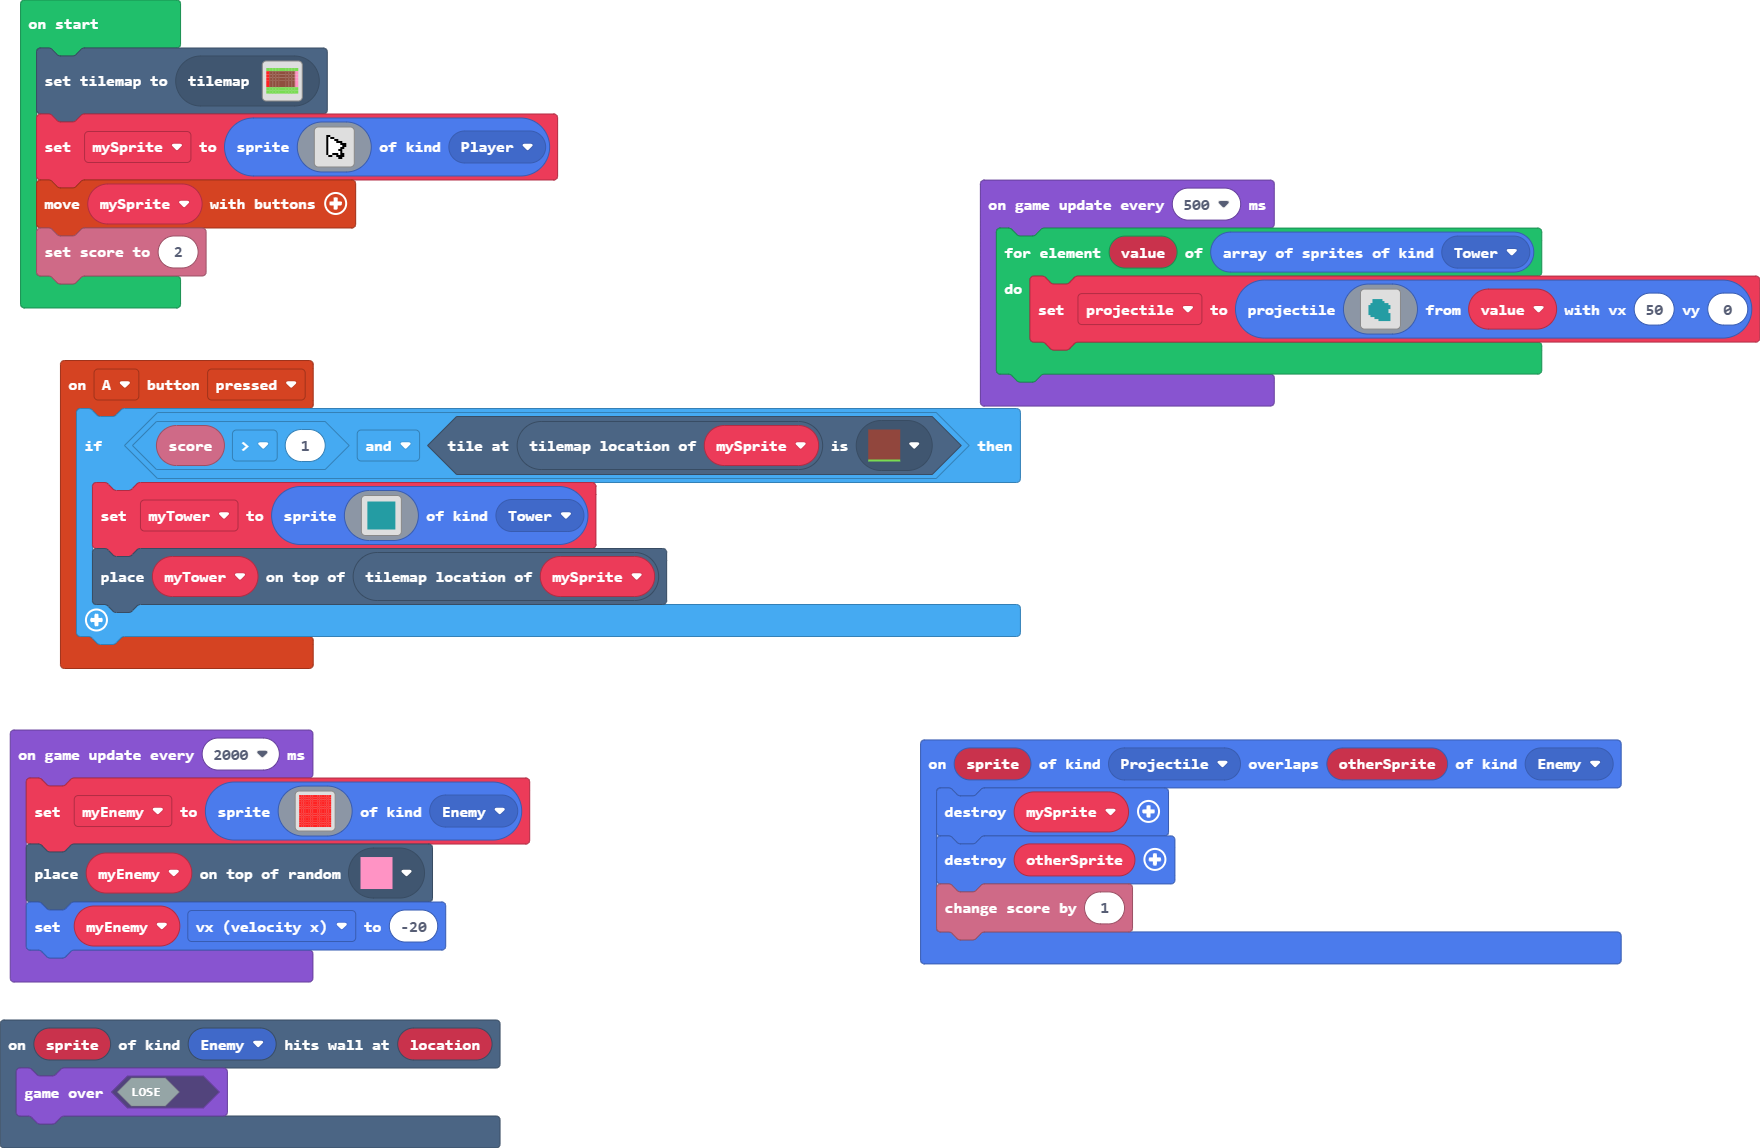 on start
set tilemap to tilemap
set mySprite to sprite of kind Player
move mySprite with buttons
set score to 2
on game update every 500 ms
for element value of array of sprites of kind Tower
do
set projectile to projectile from value with vx 50 vy 0
on A button pressed
if score > 1 and tile at tilemap location of mySprite is then
set myTower to sprite of kind Tower
place myTower on top of tilemap location of mySprite
on game update every 2000 ms
set myEnemy to sprite of kind Enemy
place myEnemy on top of random
set myEnemy vx (velocity x) to -20
on sprite of kind Projectile overlaps otherSprite of kind Enemy
destroy mySprite
destroy otherSprite
change score by 1
on sprite of kind Enemy hits wall at location
game over LOSE